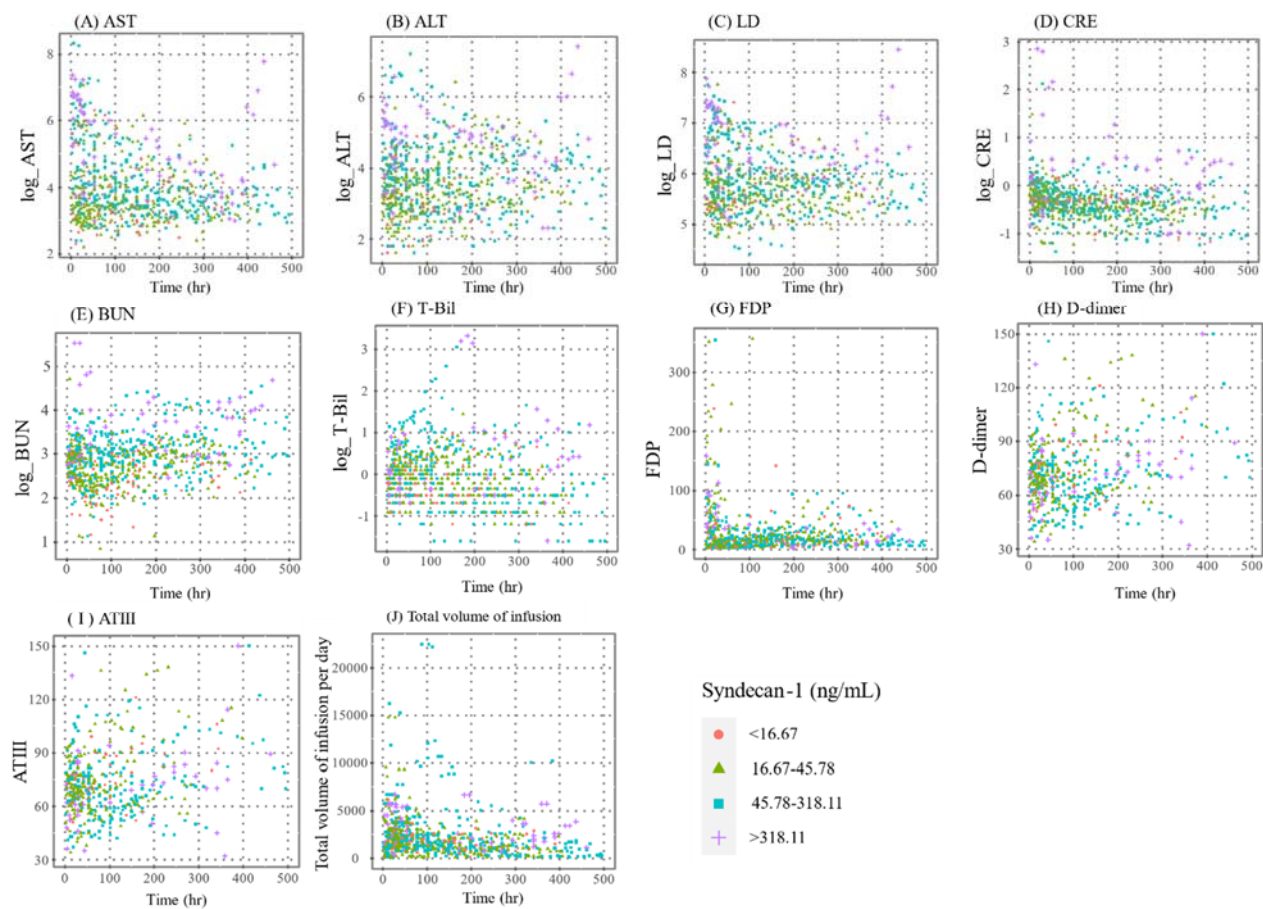 (A) AST
(B) ALT
(C) LD
(D) CRE
log_AST
8
6
4
2
0 100 200 300 400 500
Time (hr)
log_ALT
6
4
2
0 100 200 300 400 500
Time (hr)
log_LD
8
7
6
5
0 100 200 300 400 500
Time (hr)
log_CRE
3
2
1
0
-1
0 100 200 300 400 500
Time (hr)
(E) BUN
(F) T-Bil
(G) FDP
(H) D-dimer
log_BUN
5
4
3
2
1
0 100 200 300 400 500
Time (hr)
log_T-Bil
3
2
1
0
-1
0 100 200 300 400 500
Time (hr)
FDP
300
200
100
0
0 100 200 300 400 500
Time (hr)
D-dimer
150
120
90
60
30
0 100 200 300 400 500
Time (hr)
( I ) ATIII
(J) Total volume of infusion
ATIII
150
120
90
60
30
0 100 200 300 400 500
Time (hr)
Total volume of infusion per day
20000
15000
10000
5000
0
0 100 200 300 400 500
Time (hr)
Syndecan-1 (ng/mL)
<16.67
16.67-45.78
45.78-318.11
>318.11